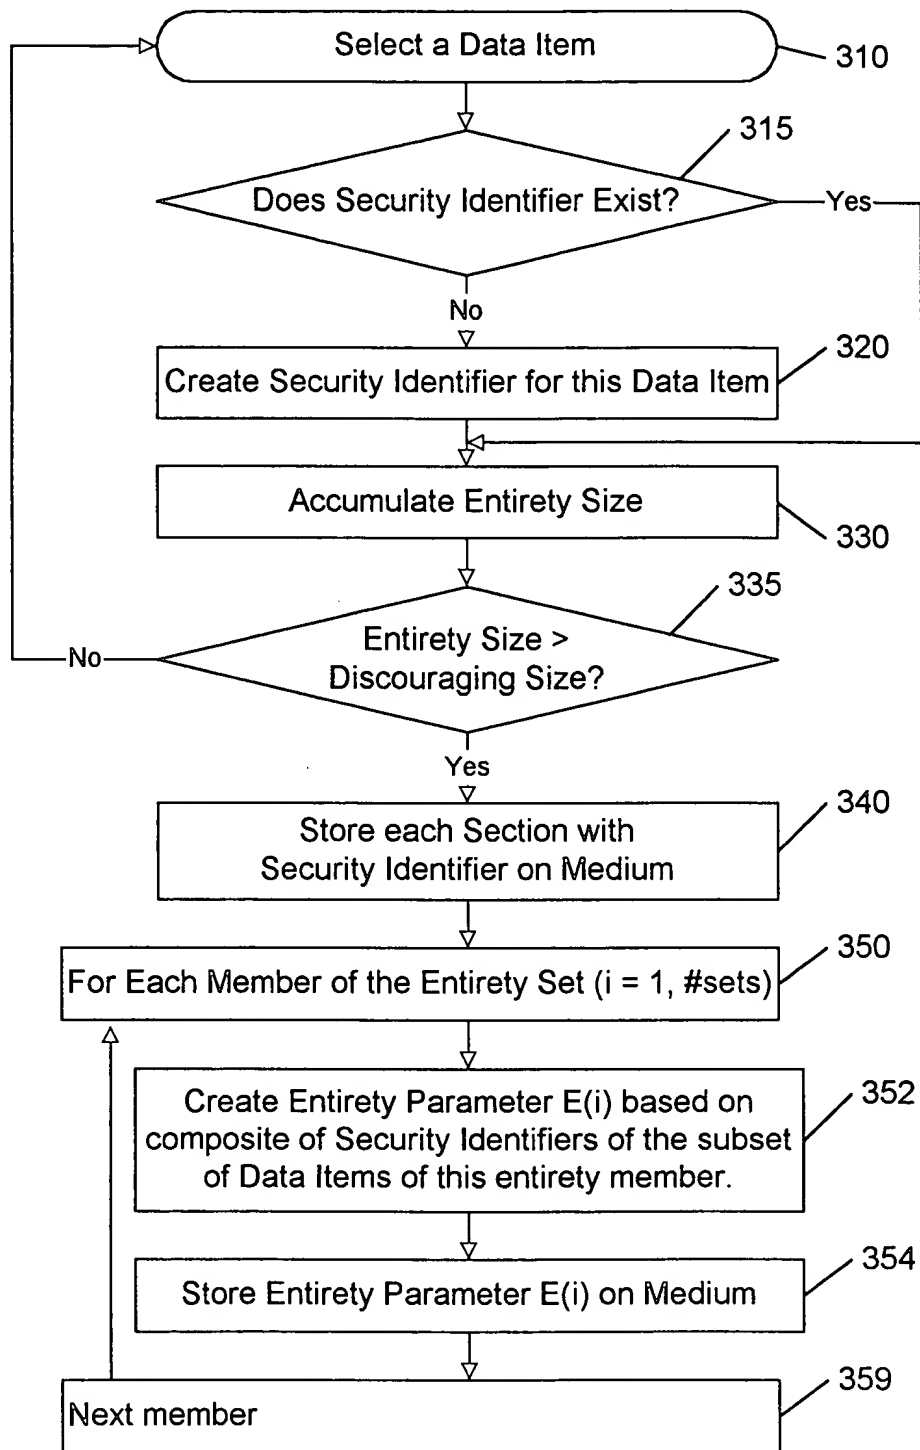 Select a Data Item
310
315
Does Security Identifier Exist?
Yes
No
320
Create Security Identifier for this Data Item
Accumulate Entirety Size
330
335
Entirety Size >
Discouraging Size?
No
Yes
340
Store each Section with
Security Identifier on Medium
350
For Each Member of the Entirety Set (i = 1, #sets)
Create Entirety Parameter E(i) based on
composite of Security Identifiers of the subset
of Data Items of this entirety member.
352
354
Store Entirety Parameter E(i) on Medium
359
Next member